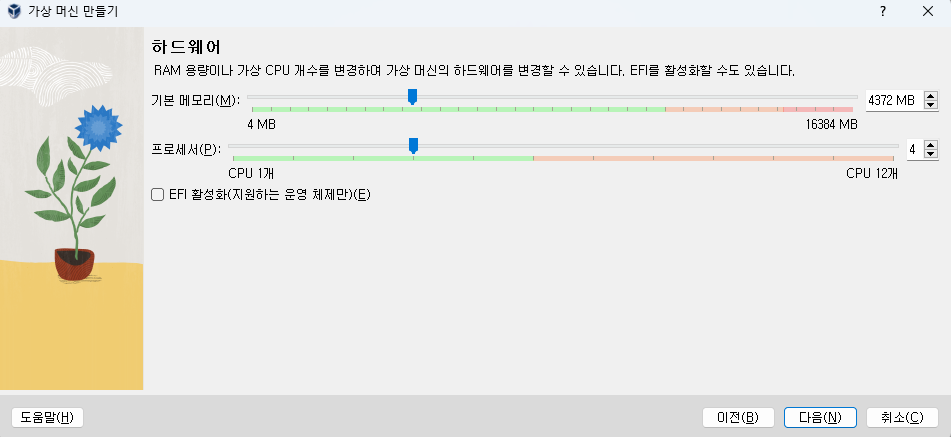 가상 머신 만들기 ?
하드웨어
RAM 용량이나 가상 CPU 개수를 변경하여 가상 머신의 하드웨어를 변경할 수 있습니다. EFI를 활성화할 수도 있습니다.
기본 메모리(M): 4372 MB
4 MB 16384 MB
프로세서(P): 4
CPU 1개 CPU 12개
EFI 활성화(지원하는 운영 체제만)(E)
도움말(H) 이전(B) 다음(N) 취소(C)